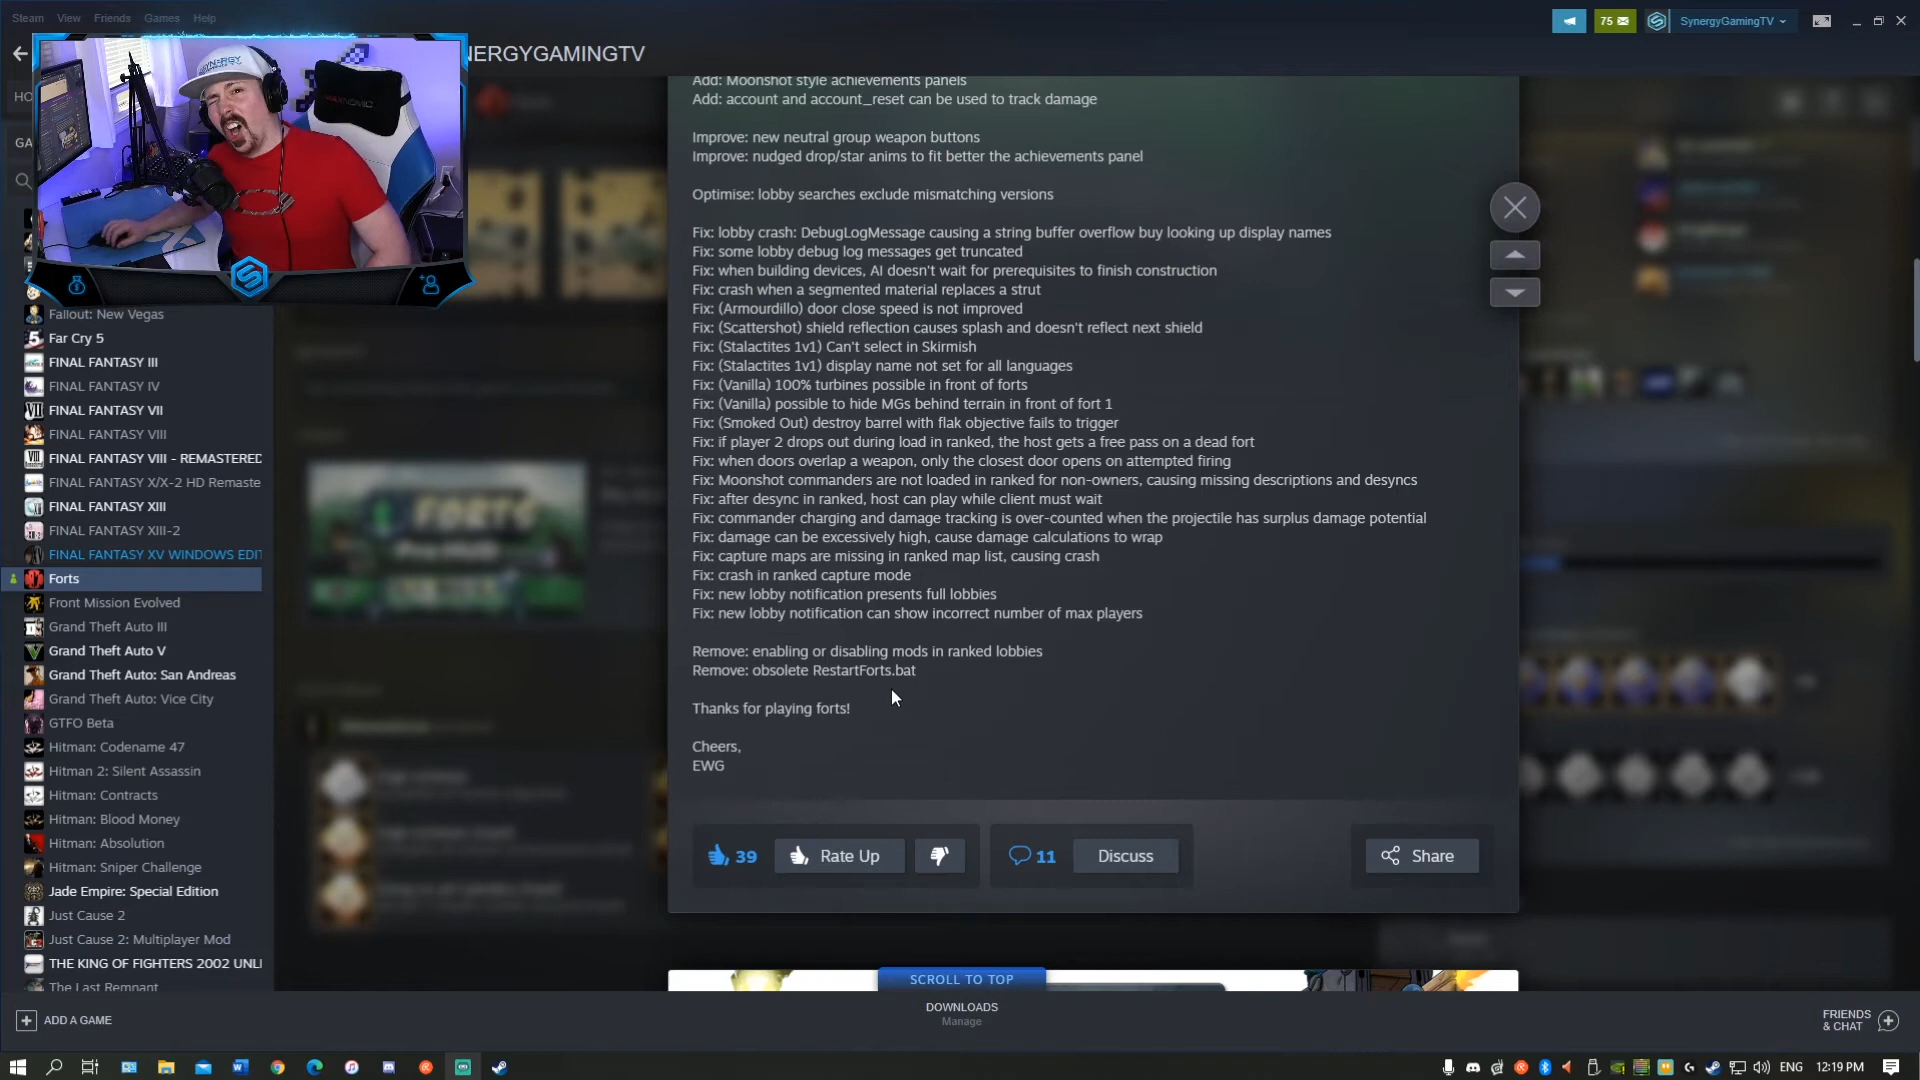 Steam View Friends Games Help
75
SynergyGamingTV
NERGYGAMINGTV
Add: Moonshot style achievements panels
Add: account and account_reset can be used to track damage
Improve: new neutral group weapon buttons
Improve: nudged drop/star anims to fit better the achievements panel
Optimise: lobby searches exclude mismatching versions
Fix: lobby crash: DebugLogMessage causing a string buffer overflow buy looking up display names
Fix: some lobby debug log messages get truncated
Fix: when building devices, AI doesn't wait for prerequisites to finish construction
Fix: crash when a segmented material replaces a strut
Fix: (Armourdillo) door close speed is not improved
Fix: (Scattershot) shield reflection causes splash and doesn't reflect next shield
Fix: (Stalactites 1v1) Can't select in Skirmish
Fix: (Stalactites 1v1) display name not set for all languages
Fix: (Vanilla) 100% turbines possible in front of forts
Fix: (Vanilla) possible to hide MGs behind terrain in front of fort 1
Fix: (Smoked Out) destroy barrel with flak objective fails to trigger
Fix: if player 2 drops out during load in ranked, the host gets a free pass on a dead fort
Fix: when doors overlap a weapon, only the closest door opens on attempted firing
Fix: Moonshot commanders are not loaded in ranked for non-owners, causing missing descriptions and desyncs
Fix: after desync in ranked, host can play while client must wait
Fix: commander charging and damage tracking is over-counted when the projectile has surplus damage potential
Fix: damage can be excessively high, cause damage calculations to wrap
Fix: capture maps are missing in ranked map list, causing crash
Fix: crash in ranked capture mode
Fix: new lobby notification presents full lobbies
Fix: new lobby notification can show incorrect number of max players
Remove: enabling or disabling mods in ranked lobbies
Remove: obsolete RestartForts.bat
Thanks for playing forts!
Cheers,
EWG
39
Rate Up
11
Discuss
Share
HO
GA
Fallout: New Vegas
Far Cry 5
FINAL FANTASY III
FINAL FANTASY IV
FINAL FANTASY VII
FINAL FANTASY VIII
FINAL FANTASY VIII - REMASTERED
FINAL FANTASY X/X-2 HD Remaste
FINAL FANTASY XIII
FINAL FANTASY XIII-2
FINAL FANTASY XV WINDOWS EDIT
Forts
Front Mission Evolved
Grand Theft Auto III
Grand Theft Auto V
Grand Theft Auto: San Andreas
Grand Theft Auto: Vice City
GTFO Beta
Hitman: Codename 47
Hitman 2: Silent Assassin
Hitman: Contracts
Hitman: Blood Money
Hitman: Absolution
Hitman: Sniper Challenge
Jade Empire: Special Edition
Just Cause 2
Just Cause 2: Multiplayer Mod
THE KING OF FIGHTERS 2002 UNLI
The Last Remnant
SCROLL TO TOP
ADD A GAME
DOWNLOADS
Manage
FRIENDS
& CHAT
ENG
12:19 PM